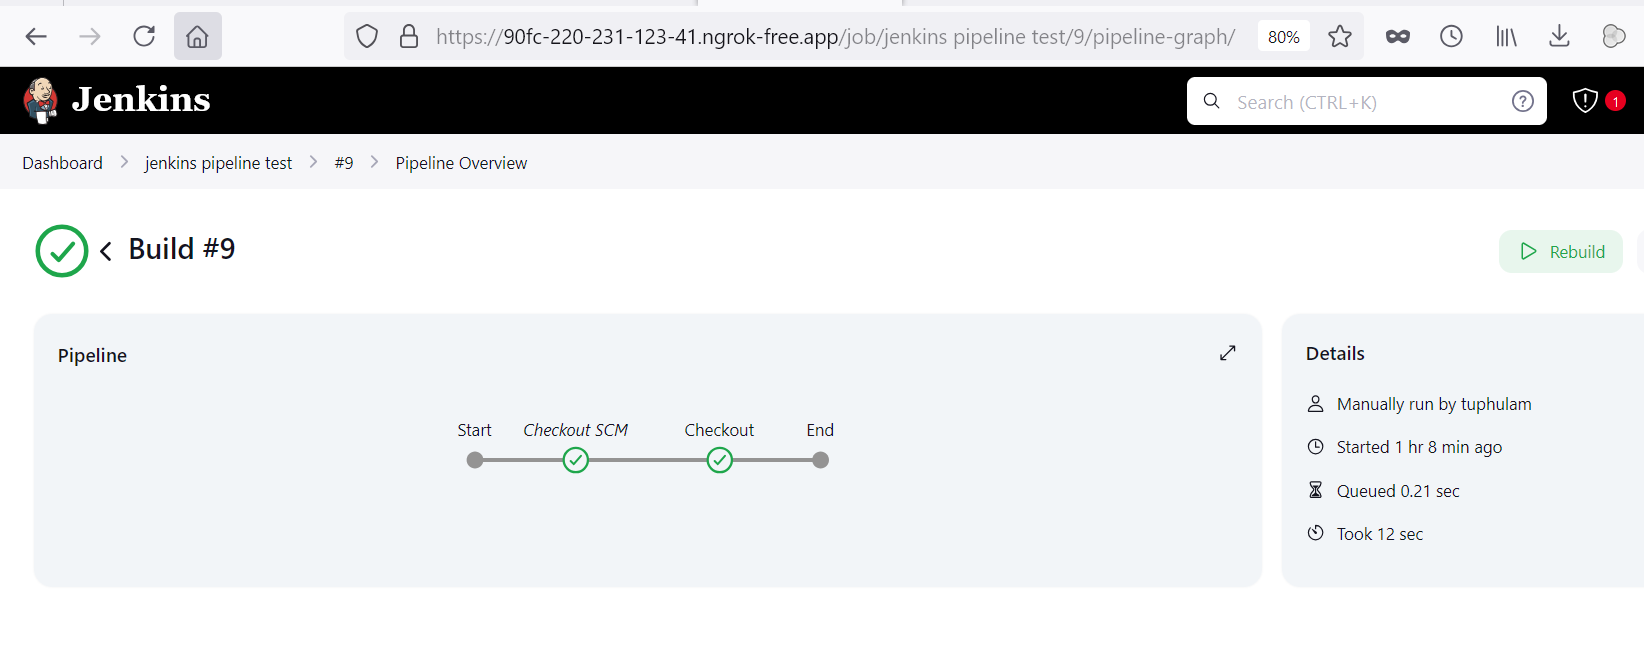 https://90fc-220-231-123-41.ngrok-free.app/job/jenkins pipeline test/9/pipeline-graph/ 80%
Jenkins Search (CTRL+K) ? 1
Dashboard jenkins pipeline test #9 Pipeline Overview
Build #9 Rebuild
Pipeline
Start Checkout SCM Checkout End
Details
Manually run by tuphulam
Started 1 hr 8 min ago
Queued 0.21 sec
Took 12 sec